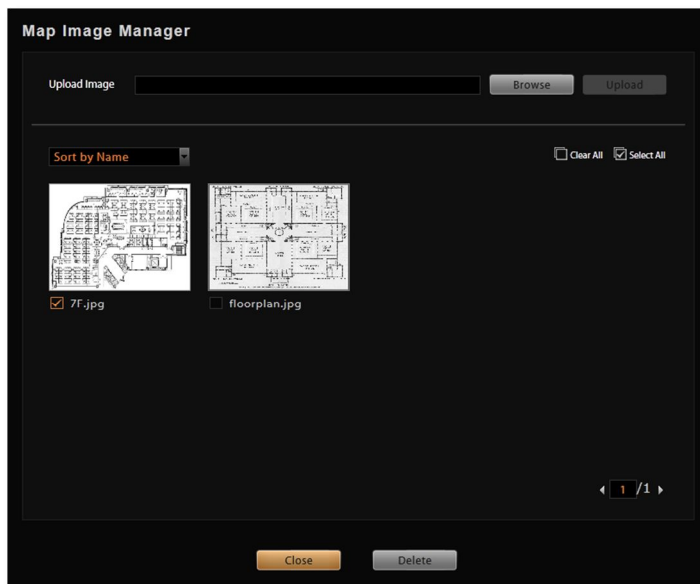 Map Image Manager
Upload Image
Browse
Upload
Sort by Name
Clear All
Select All
7F.jpg
floorplan.jpg
1 /1
Close
Delete